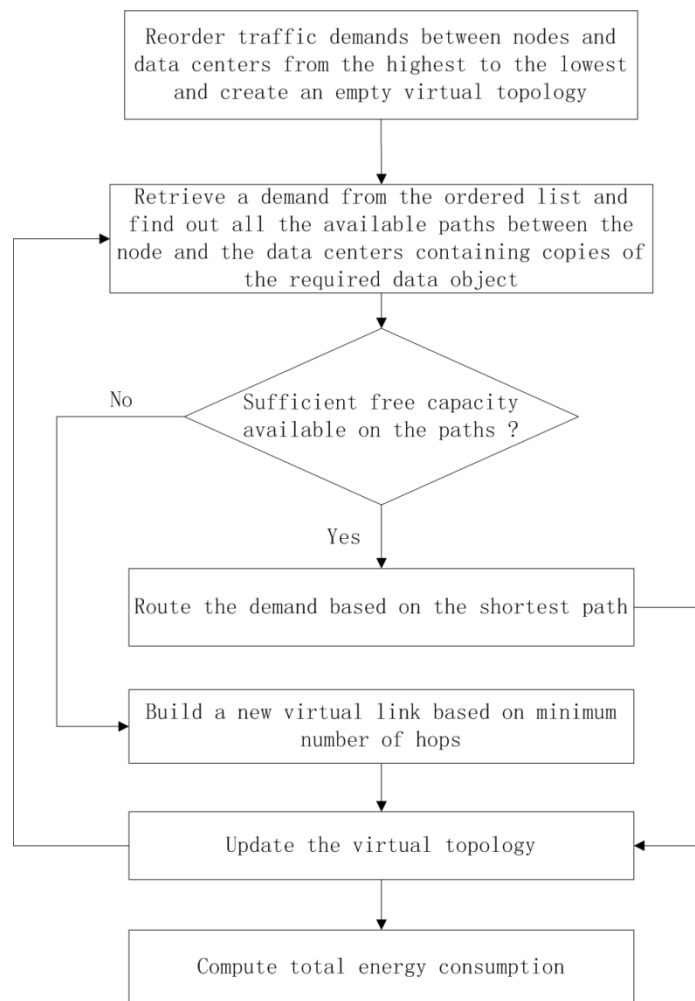 Reorder traffic demands between nodes and
data centers from the highest to the lowest
and create an empty virtual topology
Retrieve a demand from the ordered list and
find out all the available paths between the
node and the data centers containing copies of
the required data object
No
Sufficient free capacity
available on the paths ?
Yes
Route the demand based on the shortest path
Build a new virtual link based on minimum
number of hops
Update the virtual topology
Compute total energy consumption